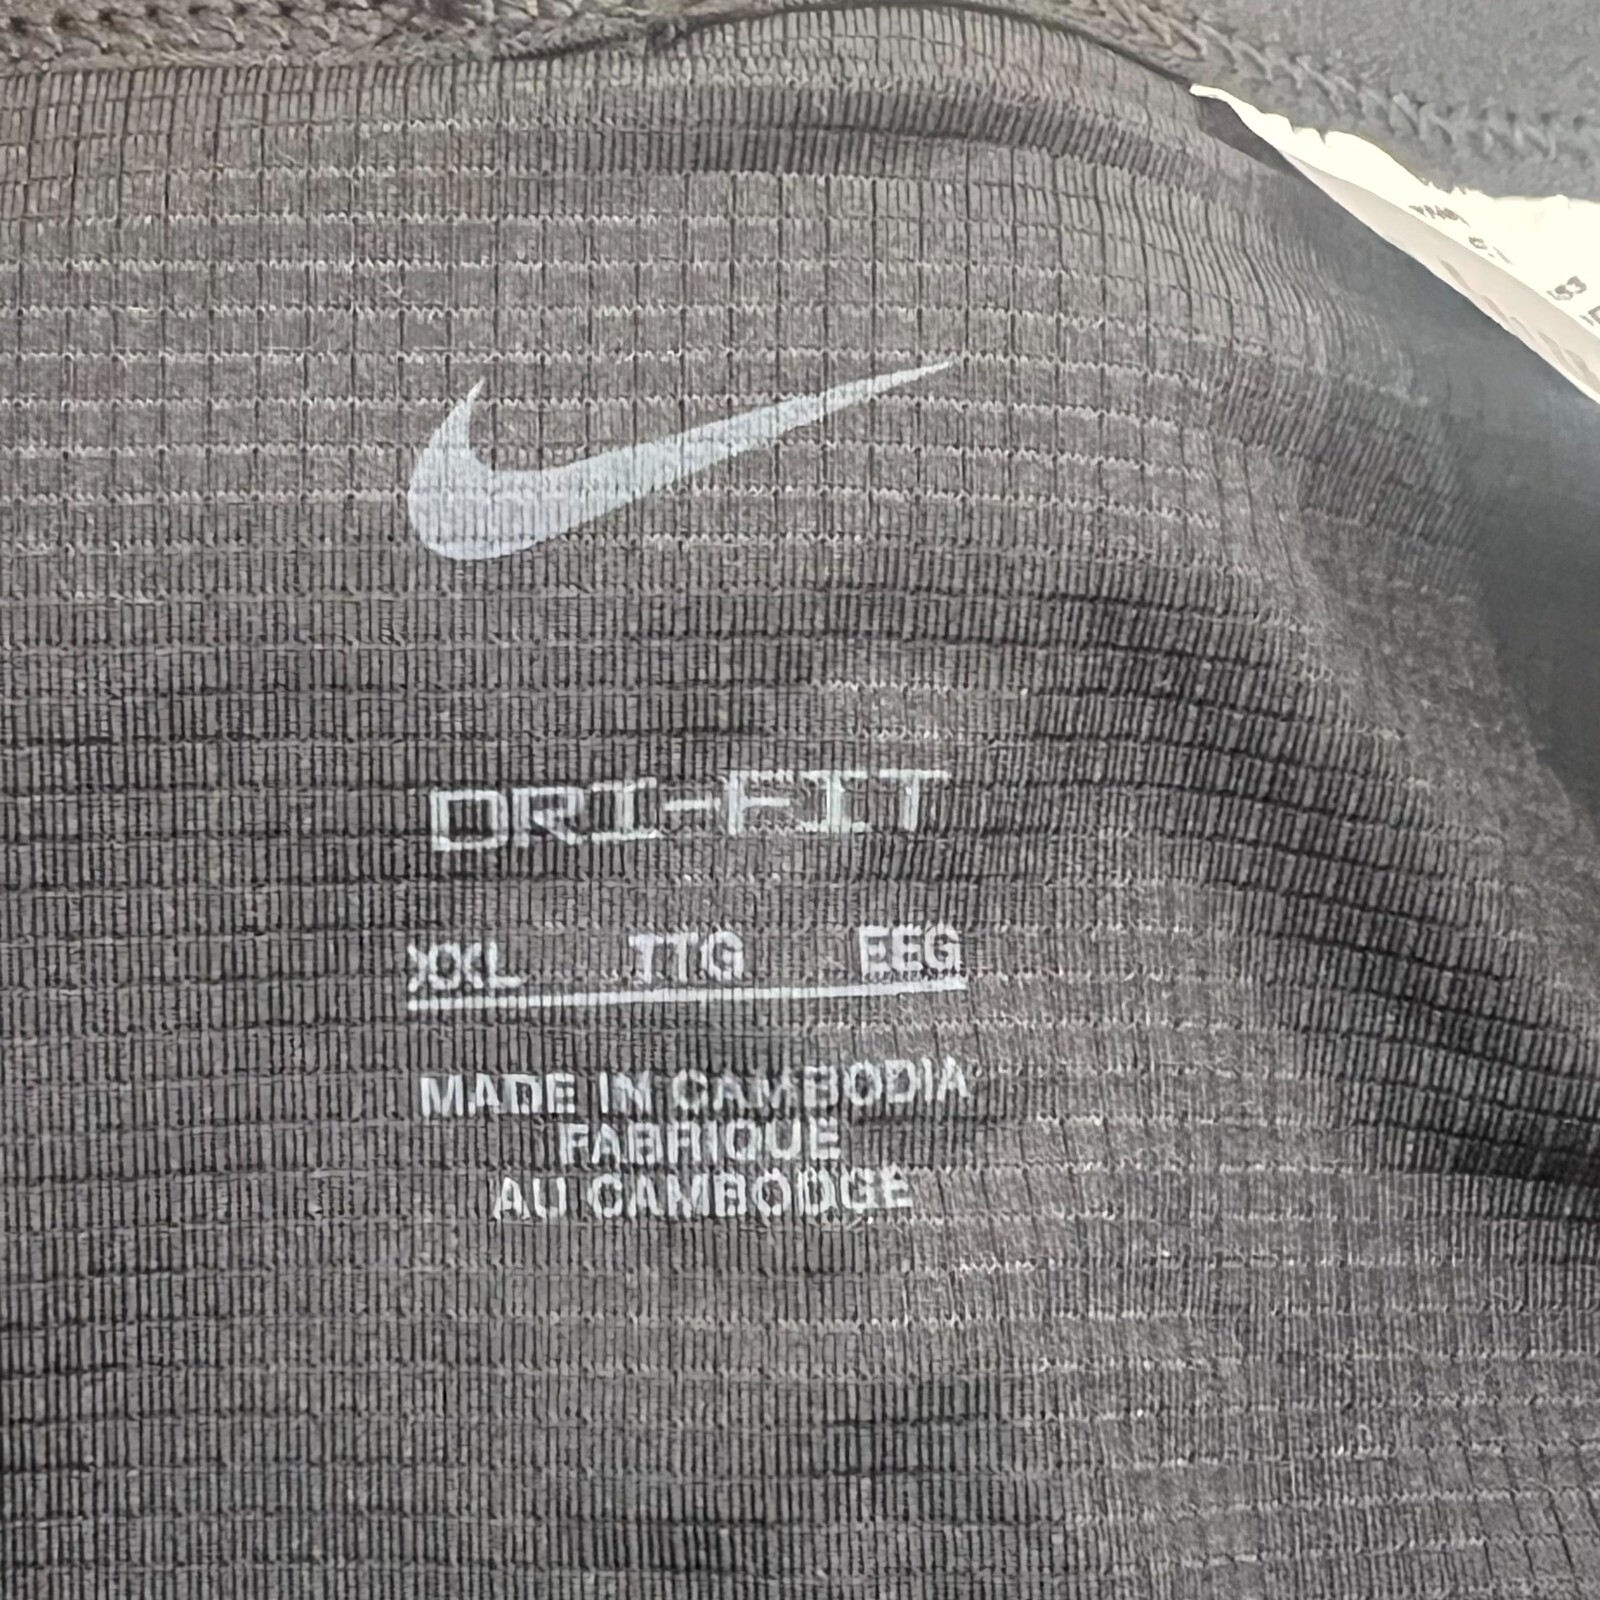 DRI-FIT
XXL TTG EEG
MADE IN CAMBODIA
FABRIQUE
AU CAMBODGE